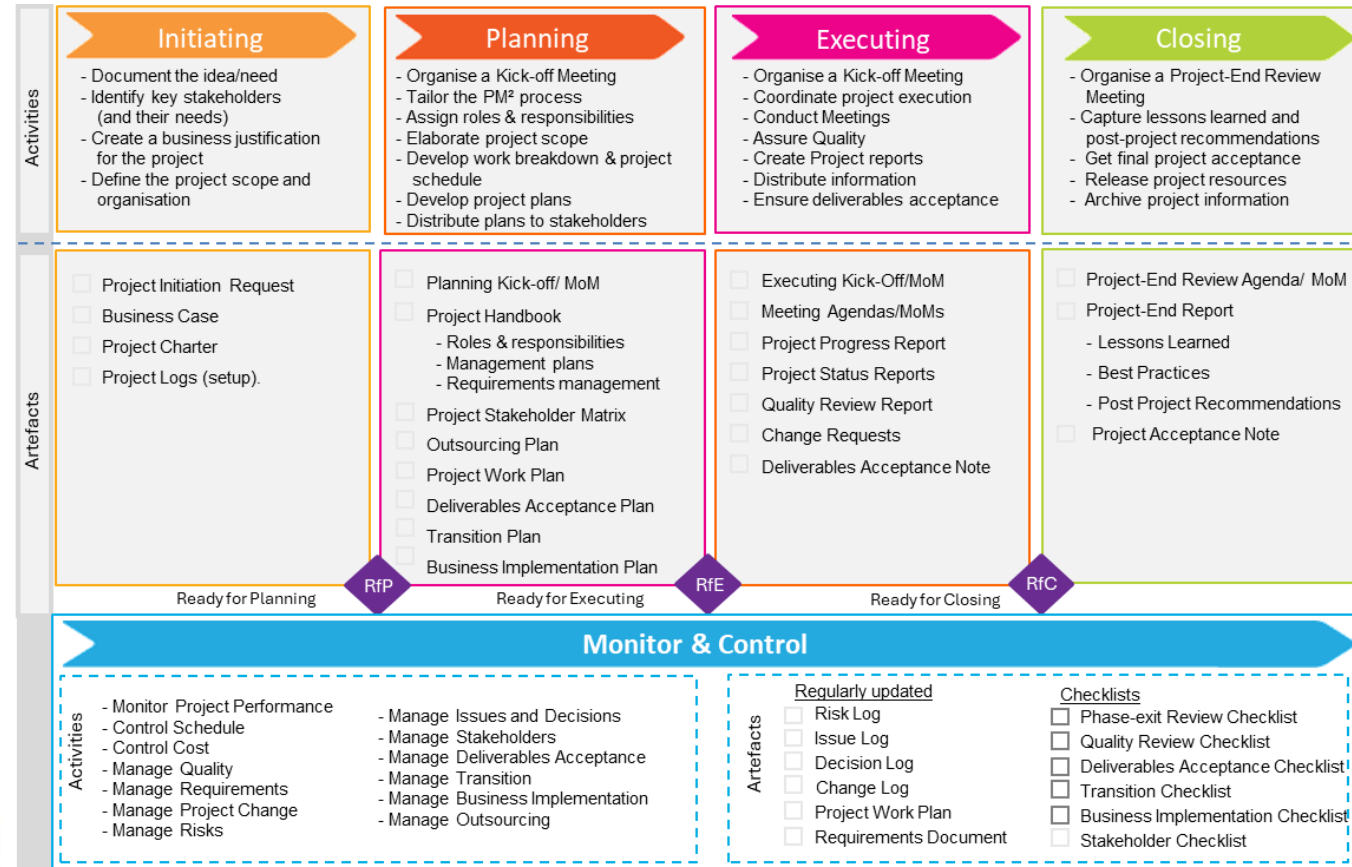 Initiating
Planning
Executing
Closing
Activities
- Document the idea/need
- Identify key stakeholders
(and their needs)
- Create a business justification
for the project
- Define the project scope and
organisation
- Organise a Kick-off Meeting
- Tailor the PM² process
- Assign roles & responsibilities
- Elaborate project scope
- Develop work breakdown & project
schedule
- Develop project plans
- Distribute plans to stakeholders
- Organise a Kick-off Meeting
- Coordinate project execution
- Conduct Meetings
- Assure Quality
- Create Project reports
- Distribute information
- Ensure deliverables acceptance
- Organise a Project-End Review
Meeting
- Capture lessons learned and
post-project recommendations
- Get final project acceptance
- Release project resources
- Archive project information
Artefacts
Project Initiation Request
Business Case
Project Charter
Project Logs (setup).
Planning Kick-off/ MoM
Project Handbook
- Roles & responsibilities
- Management plans
- Requirements management
Project Stakeholder Matrix
Outsourcing Plan
Project Work Plan
Deliverables Acceptance Plan
Transition Plan
Business Implementation Plan
Executing Kick-Off/MoM
Meeting Agendas/MoMs
Project Progress Report
Project Status Reports
Quality Review Report
Change Requests
Deliverables Acceptance Note
Project-End Review Agenda/ MoM
Project-End Report
- Lessons Learned
- Best Practices
- Post Project Recommendations
Project Acceptance Note
Ready for Planning
RfP
Ready for Executing
RfE
Ready for Closing
RfC
Monitor & Control
Activities
- Monitor Project Performance
- Control Schedule
- Control Cost
- Manage Quality
- Manage Requirements
- Manage Project Change
- Manage Risks
- Manage Issues and Decisions
- Manage Stakeholders
- Manage Deliverables Acceptance
- Manage Transition
- Manage Business Implementation
- Manage Outsourcing
Artefacts
Regularly updated
Risk Log
Issue Log
Decision Log
Change Log
Project Work Plan
Requirements Document
Checklists
Phase-exit Review Checklist
Quality Review Checklist
Deliverables Acceptance Checklist
Transition Checklist
Business Implementation Checklist
Stakeholder Checklist